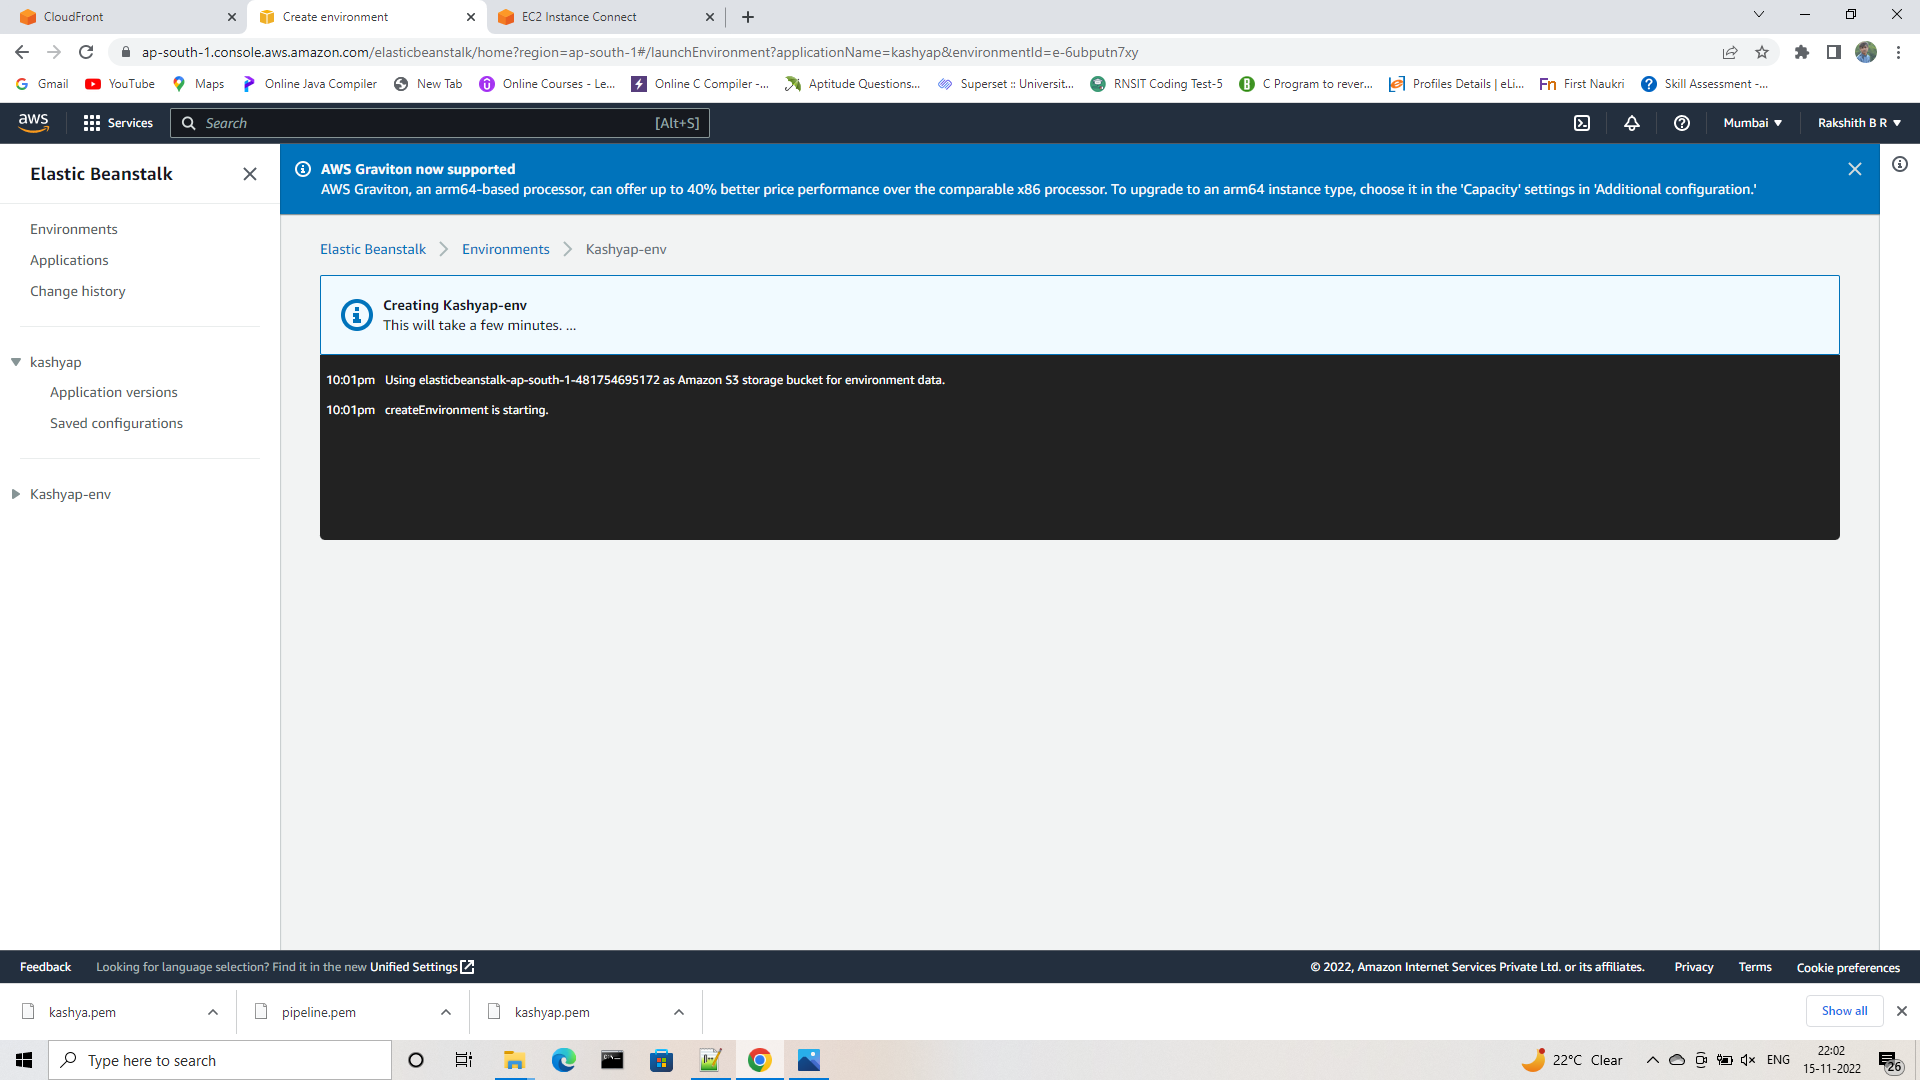 CloudFront
Create environment
EC2 Instance Connect
ap-south-1.console.aws.amazon.com/elasticbeanstalk/home?region=ap-south-1#/launchEnvironment?applicationName=kashyap&environmentId=e-6ubputn7xy
Gmail
YouTube
Maps
Online Java Compiler
New Tab
Online Courses - Le...
Online C Compiler -...
Aptitude Questions...
Superset :: Universit...
RNSIT Coding Test-5
C Program to rever...
Profiles Details | eLi...
First Naukri
Skill Assessment -...
aws
Services
Search
[Alt+S]
Mumbai
Rakshith B R
Elastic Beanstalk
Environments
Applications
Change history
kashyap
Application versions
Saved configurations
Kashyap-env
AWS Graviton now supported
AWS Graviton, an arm64-based processor, can offer up to 40% better price performance over the comparable x86 processor. To upgrade to an arm64 instance type, choose it in the 'Capacity' settings in 'Additional configuration.'
Elastic Beanstalk
Environments
Kashyap-env
Creating Kashyap-env
This will take a few minutes. ...
10:01pm Using elasticbeanstalk-ap-south-1-481754695172 as Amazon S3 storage bucket for environment data.
10:01pm createEnvironment is starting.
Feedback
Looking for language selection? Find it in the new Unified Settings
© 2022, Amazon Internet Services Private Ltd. or its affiliates.
Privacy
Terms
Cookie preferences
kashya.pem
pipeline.pem
kashyap.pem
Show all
Type here to search
22°C Clear
ENG
22:02
15-11-2022
26